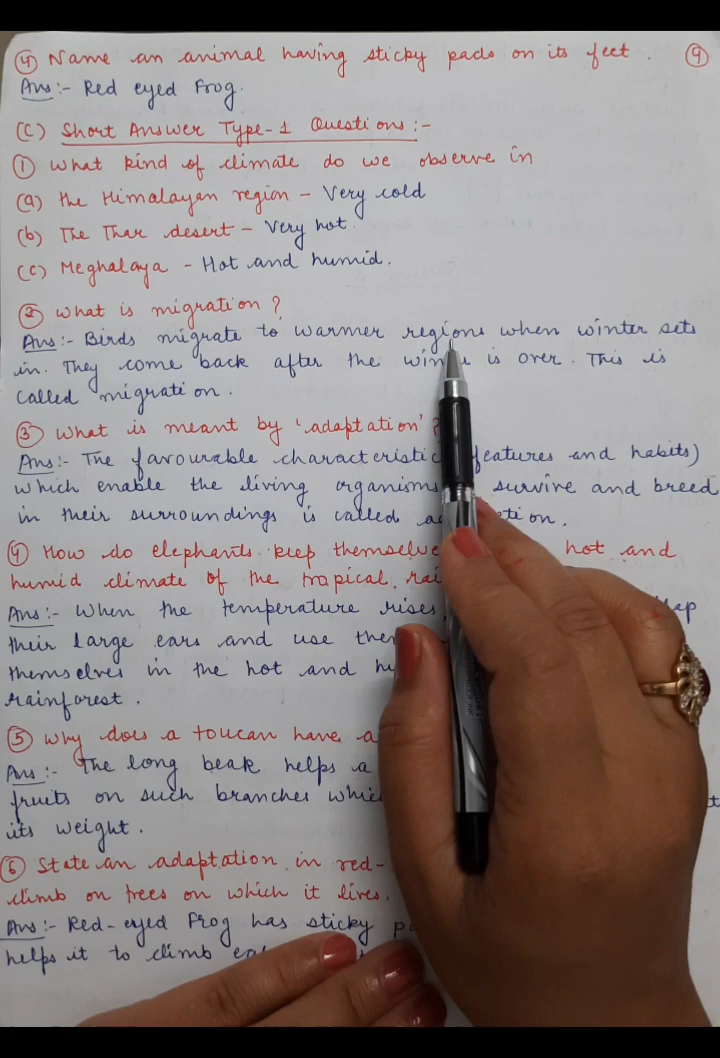 ④ Name an animal having sticky pads on its feet. ⑨
Ans:- Red eyed Frog.
(C) Short Answer Type-1 Questions:-
① What kind of climate do we observe in
(a) the Himalayan region - Very cold
(b) The Thar desert - Very hot.
(c) Meghalaya - Hot and humid.
② What is migration?
Ans:- Birds migrate to warmer regions when winter sets
in. They come back after the is over. This is
called migration.
③ What is meant by 'adaptation'?
Ans:- The favourable characteristic features and habits)
which enable the living organisms survive and breed
in their surroundings is called
④ How do elephants keep hot and
humid climate of the tropical
Ans:- When the temperature rises,
their large ears and use
themselves in the hot and
rainforest.
⑤ Why does a toucan have a
Ans:- The long beak helps a
fruits on such branches
its weight.
⑥ State an adaptation in red-
climb on trees on which it lives.
Ans:- Red-eyed Frog has sticky
helps it to climb